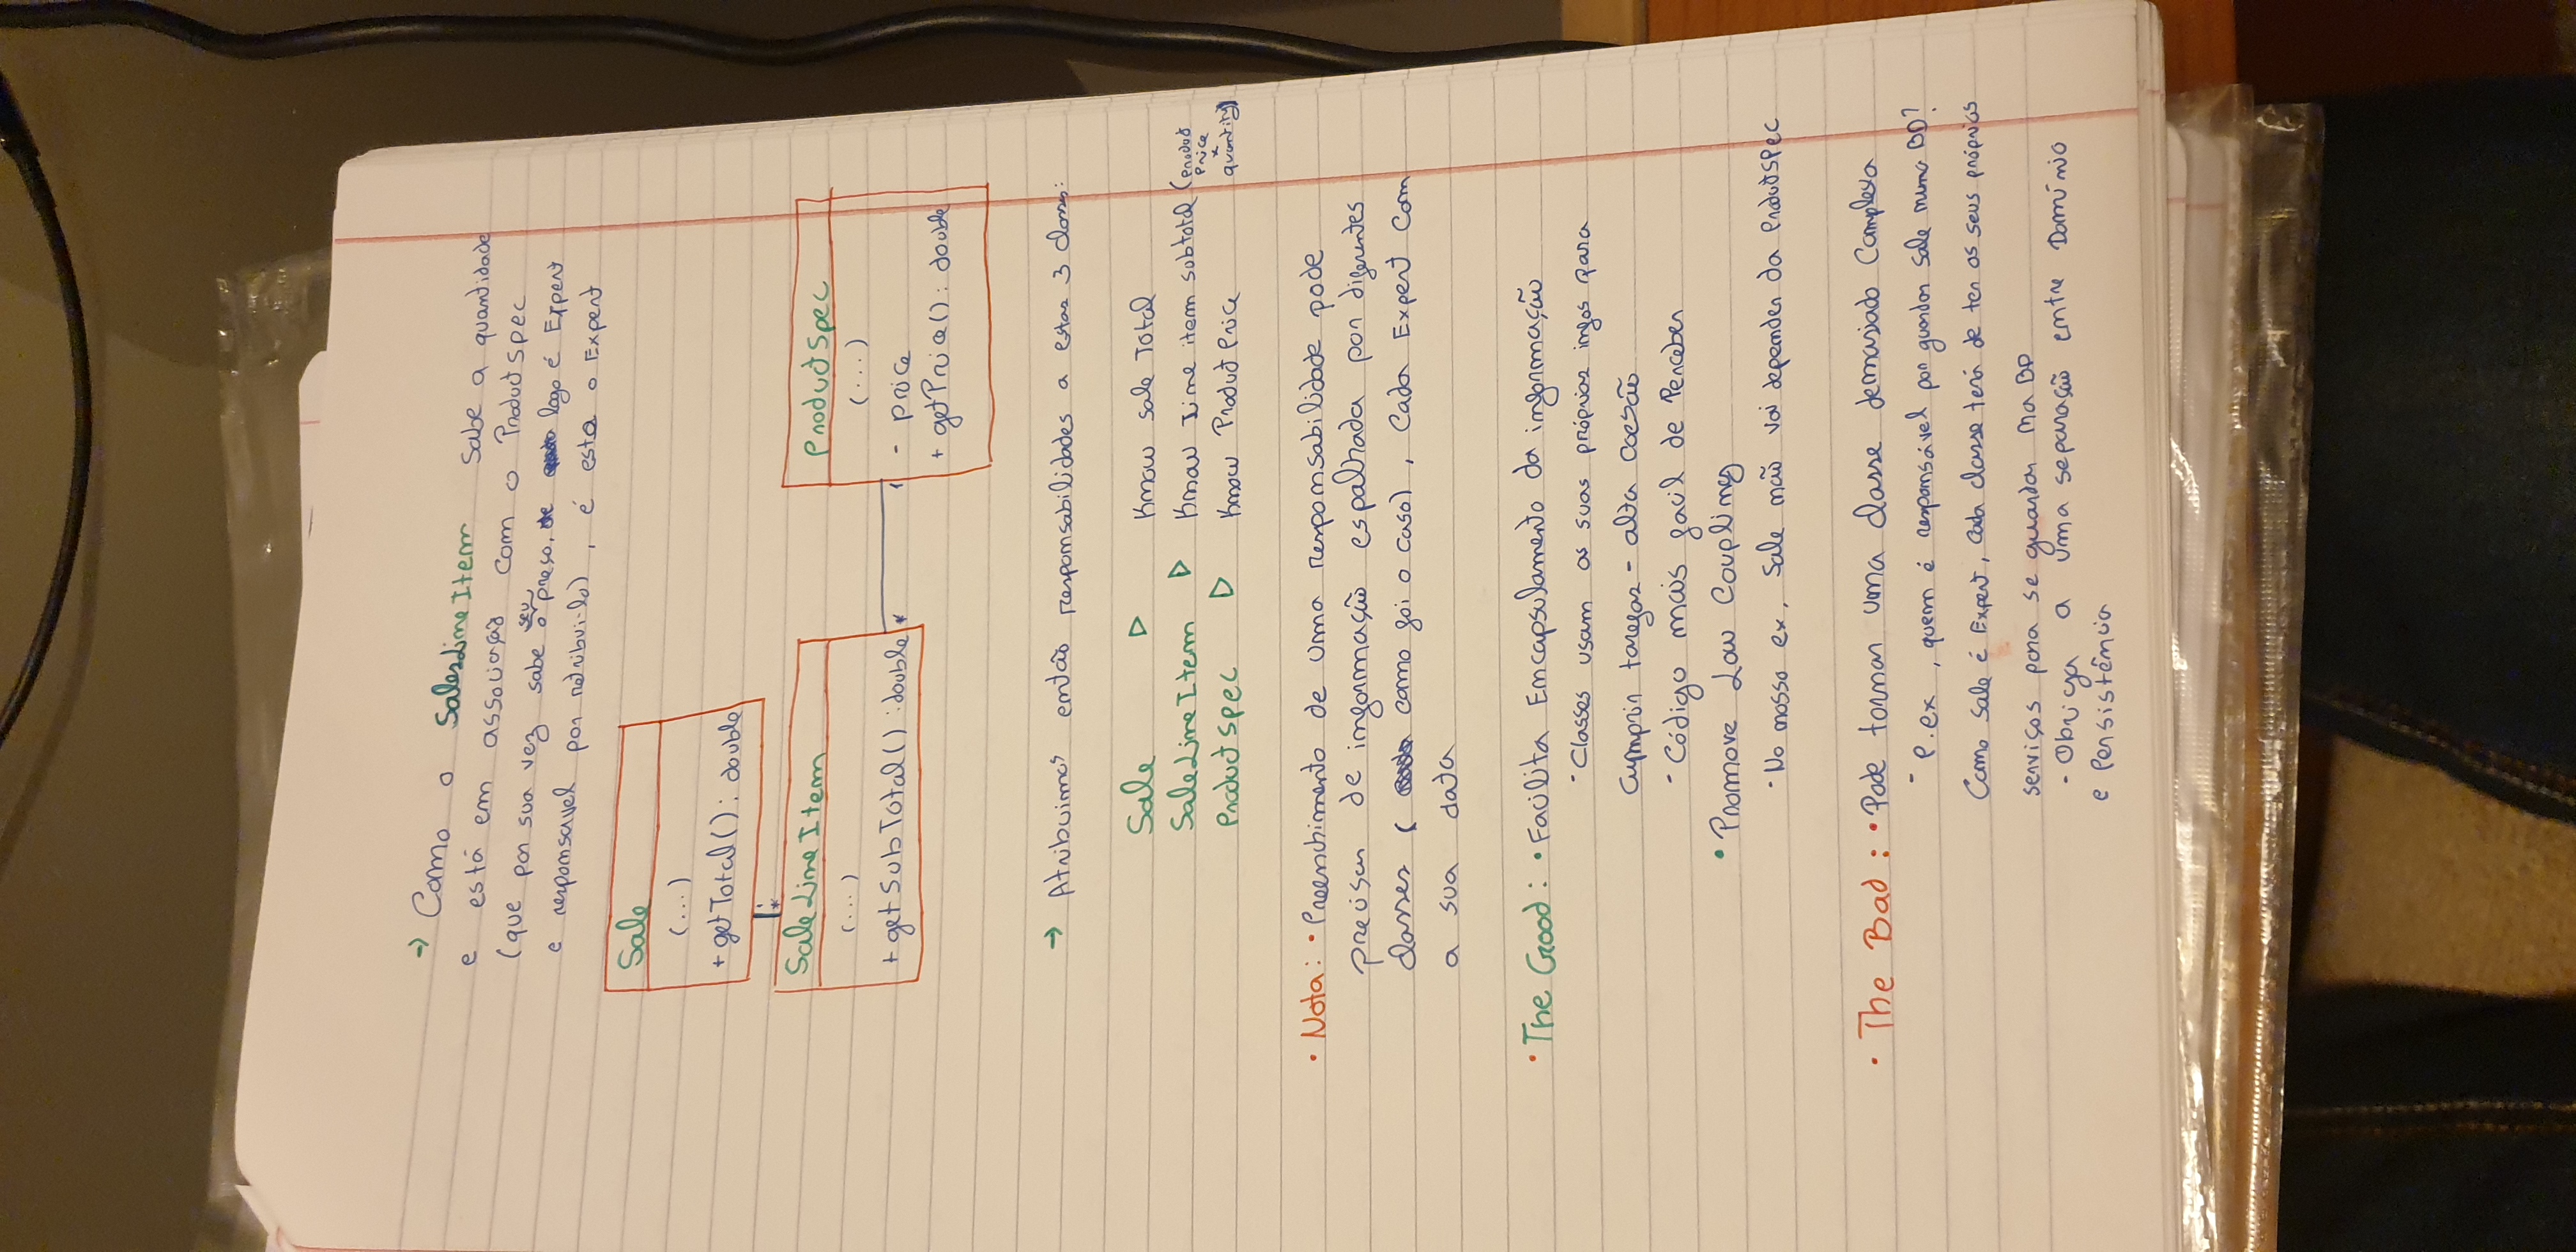 → Como o SalesLineItem sabe a quantidade
e está em associação com o ProductSpec
(que por sua vez sabe o seu preço, logo é Expert
e responsavel por retribui-lo), é esta o Expert
Sale
(...)
+ getTotal(): double
*
SaleLineItem
(...)
+ getSubTotal() : double
* 1
ProductSpec
(...)
- price
+ getPrice(): double
→ Atribuimos então responsabilidades a estas 3 classes:
Sale ▷ Know sale Total
SaleLineItem ▷ Know Line item subtotal (product price x quantity)
ProductSpec ▷ Know Product Price
• Nota: • Preenchimento de uma responsabilidade pode
precisar de informação espalhada por diferentes
classes ( como foi o caso), Cada Expert com
a sua data
• The Good: • Facilita Encapsulamento da informação
- Classes usam as suas próprias infos para
cumprir tarefas - alta coesão
- Código mais facil de Perceber
• Promove Low Coupling
- No nosso ex, Sale não vai depender da ProductSpec
• The Bad: • Pode tornar uma classe demasiado Complexa
- P.ex, quem é responsável por guardar Sale numa BD?
Como Sale é Expert, cada classe terá de ter os seus próprios
serviços para se guardar na BD
- Obriga a uma separação entre Domínio
e Persistência